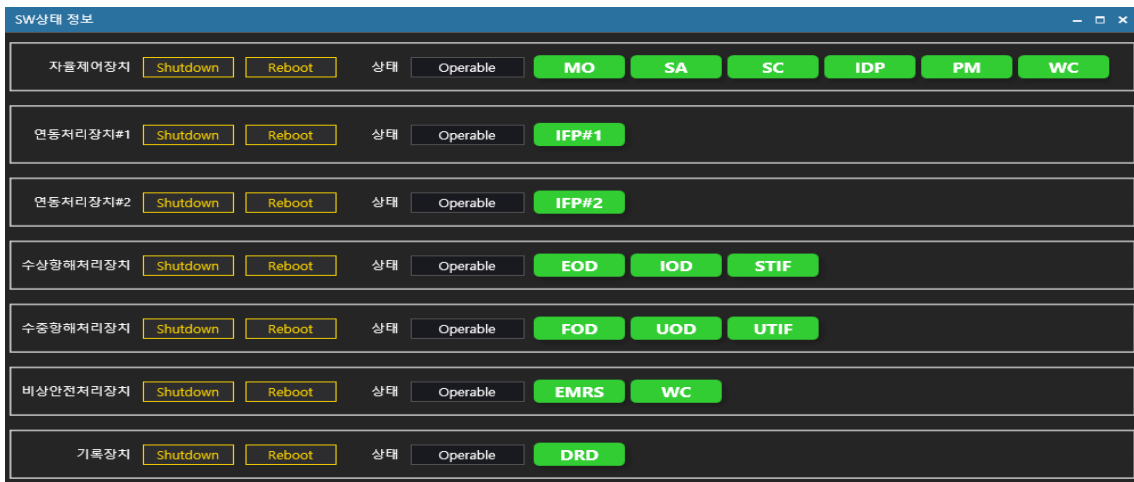 SW상태 정보
자율제어장치 Shutdown Reboot 상태 Operable MO SA SC IDP PM WC
연동처리장치#1 Shutdown Reboot 상태 Operable IFP#1
연동처리장치#2 Shutdown Reboot 상태 Operable IFP#2
수상항해처리장치 Shutdown Reboot 상태 Operable EOD IOD STIF
수중항해처리장치 Shutdown Reboot 상태 Operable FOD UOD UTIF
비상안전처리장치 Shutdown Reboot 상태 Operable EMRS WC
기록장치 Shutdown Reboot 상태 Operable DRD